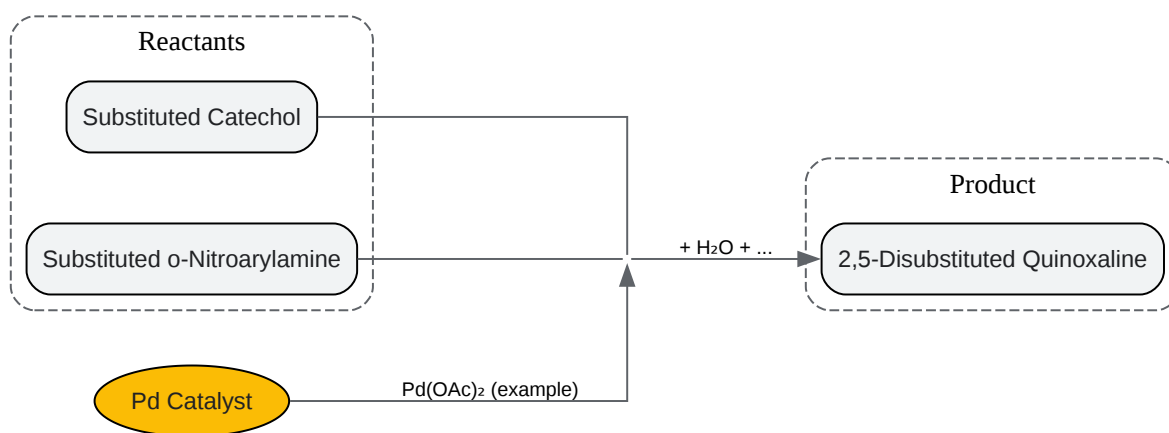 Reactants
Substituted Catechol
Substituted o-Nitroarylamine
Pd Catalyst
Pd(OAc)₂ (example)
+ H₂O + ...
Product
2,5-Disubstituted Quinoxaline